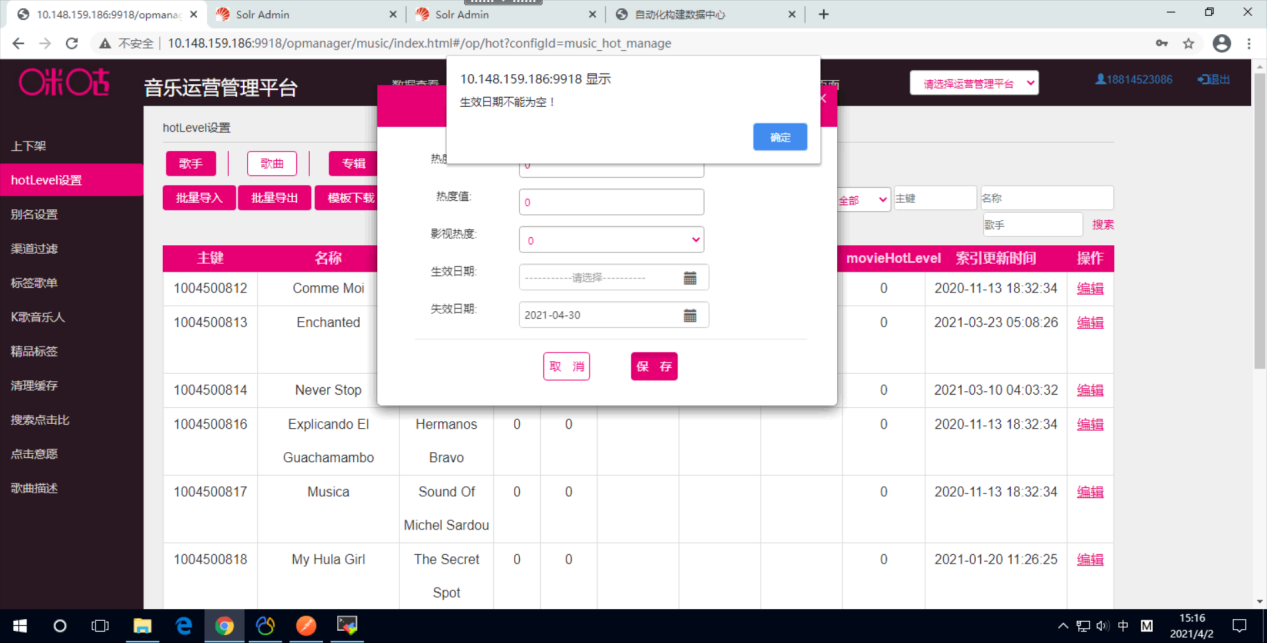 10.148.159.186:9918/opmanag
Solr Admin
Solr Admin
自动化构建数据中心
不安全
10.148.159.186:9918/opmanager/music/index.html#/op/hot?configId=music_hot_manage
咪咕
音乐运营管理平台
请选择运营管理平台
18814523086
退出
10.148.159.186:9918 显示
生效日期不能为空！
确定
上下架
hotLevel设置
别名设置
渠道过滤
标签歌单
K歌音乐人
精品标签
清理缓存
搜索点击比
点击意愿
歌曲描述
hotLevel设置
歌手
歌曲
专辑
批量导入
批量导出
模板下载
全部
主键
名称
歌手
搜索
0
热度值:
0
影视热度:
0
生效日期:
-----------请选择----------
失效日期:
2021-04-30
取 消
保 存
主键 名称 movieHotLevel 索引更新时间 操作
1004500812 Comme Moi 0 2020-11-13 18:32:34 编辑
1004500813 Enchanted 0 2021-03-23 05:08:26 编辑
1004500814 Never Stop 0 2021-03-10 04:03:32 编辑
1004500816 Explicando El Hermanos 0 0 0 2020-11-13 18:32:34 编辑
Guachamambo Bravo
1004500817 Musica Sound Of 0 0 0 2020-11-13 18:32:34 编辑
Michel Sardou
1004500818 My Hula Girl The Secret 0 0 0 2021-01-20 11:26:25 编辑
Spot
中
M
15:16
2021/4/2